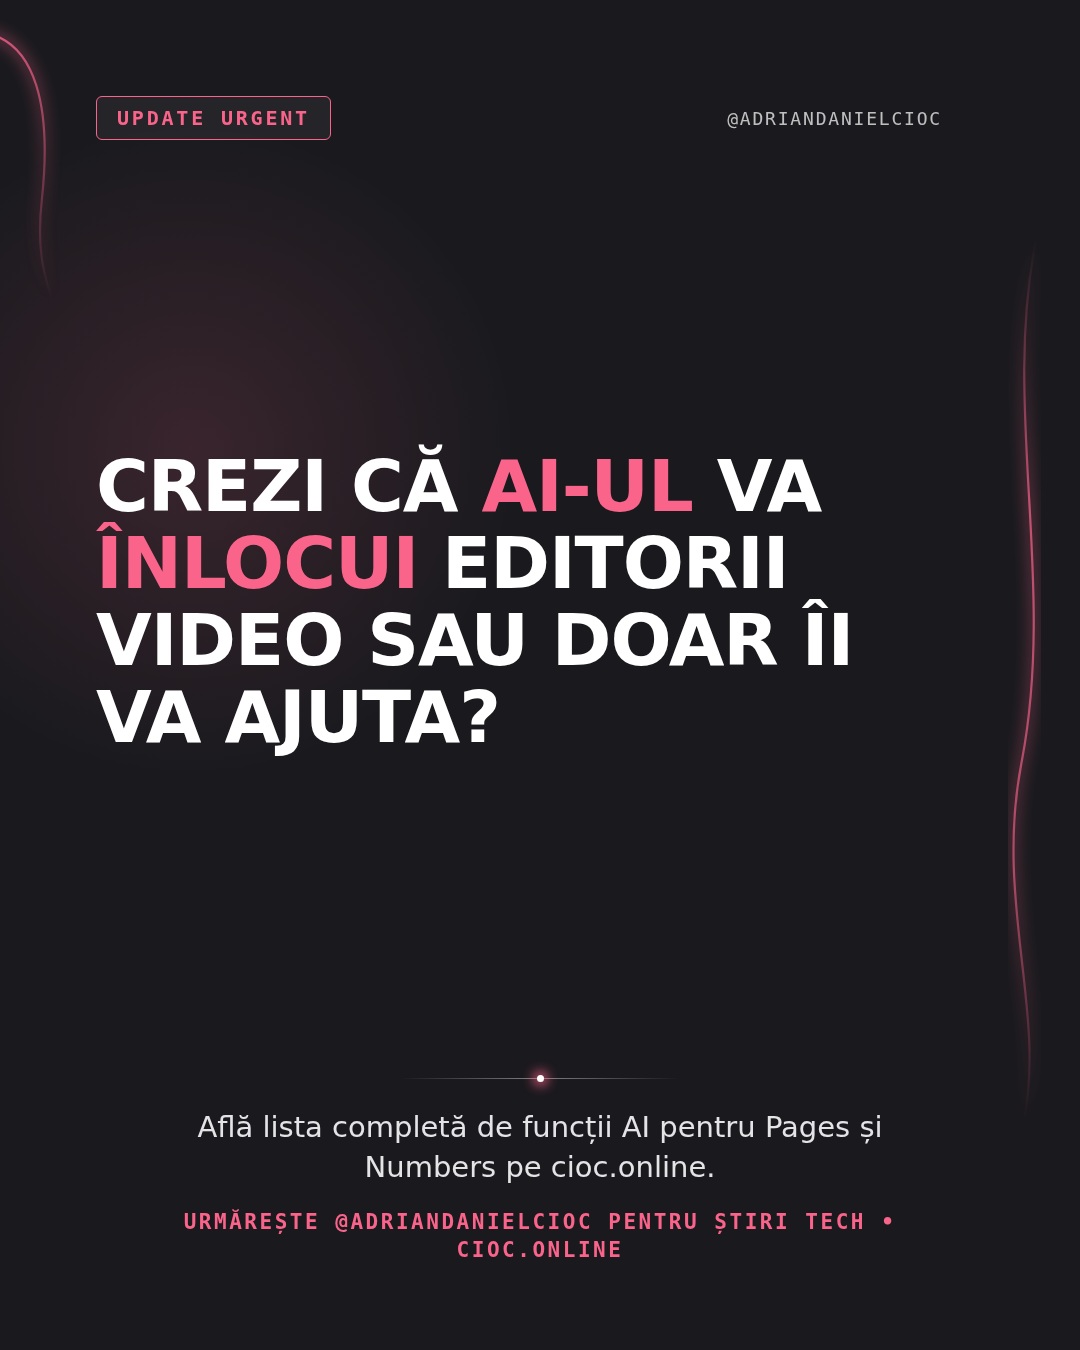 UPDATE URGENT
@ADRIANDANIELCIOC
CREZI CĂ AI-UL VA
ÎNLOCUI EDITORII
VIDEO SAU DOAR ÎI
VA AJUTA?
Află lista completă de funcții AI pentru Pages și
Numbers pe cioc.online.
URMĂREȘTE @ADRIANDANIELCIOC PENTRU ȘTIRI TECH •
CIOC.ONLINE